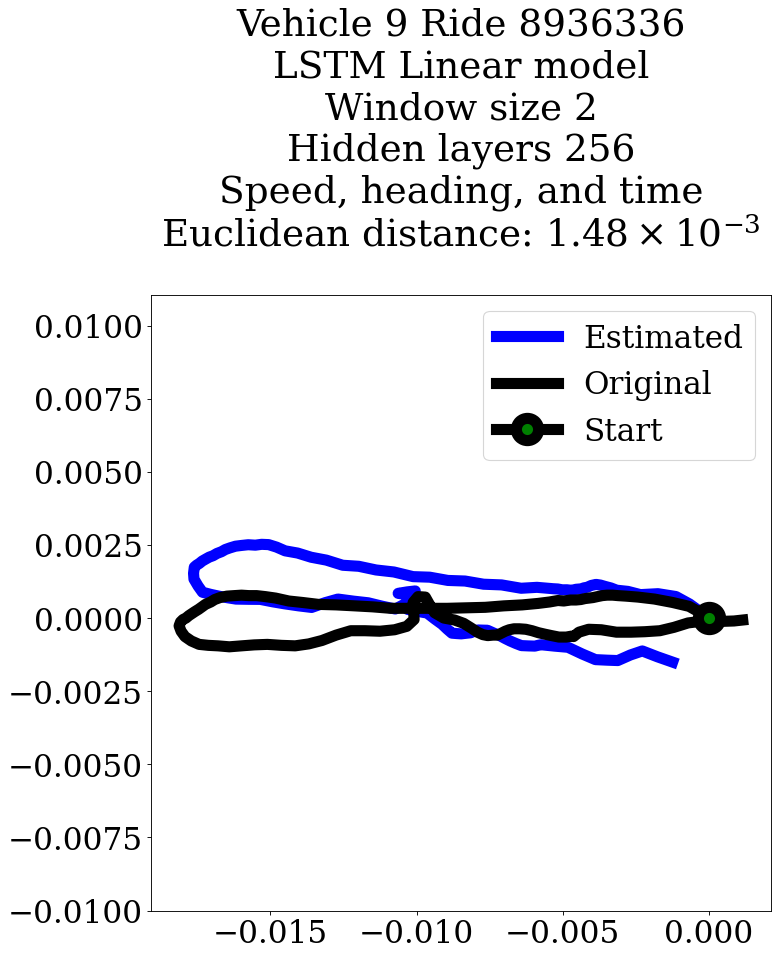 Vehicle 9 Ride 8936336
LSTM Linear model
Window size 2
Hidden layers 256
Speed, heading, and time
Euclidean distance: 1.48 × 10⁻³
Estimated
Original
Start
0.0100
0.0075
0.0050
0.0025
0.0000
−0.0025
−0.0050
−0.0075
−0.0100
−0.015
−0.010
−0.005
0.000